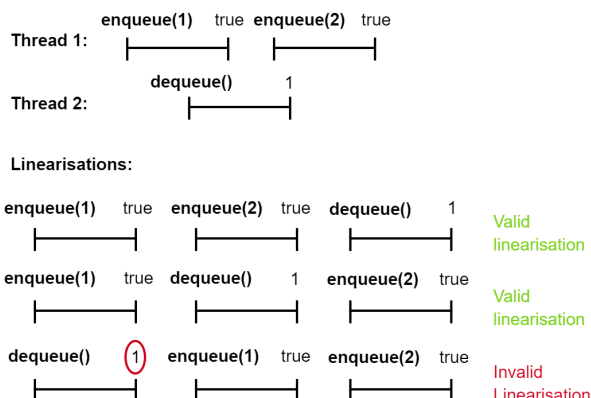 enqueue(1) true enqueue(2) true
Thread 1:
dequeue() 1
Thread 2:
Linearisations:
enqueue(1) true enqueue(2) true dequeue() 1
Valid
linearisation
enqueue(1) true dequeue() 1 enqueue(2) true
Valid
linearisation
dequeue() 1 enqueue(1) true enqueue(2) true
Invalid
Linearisation